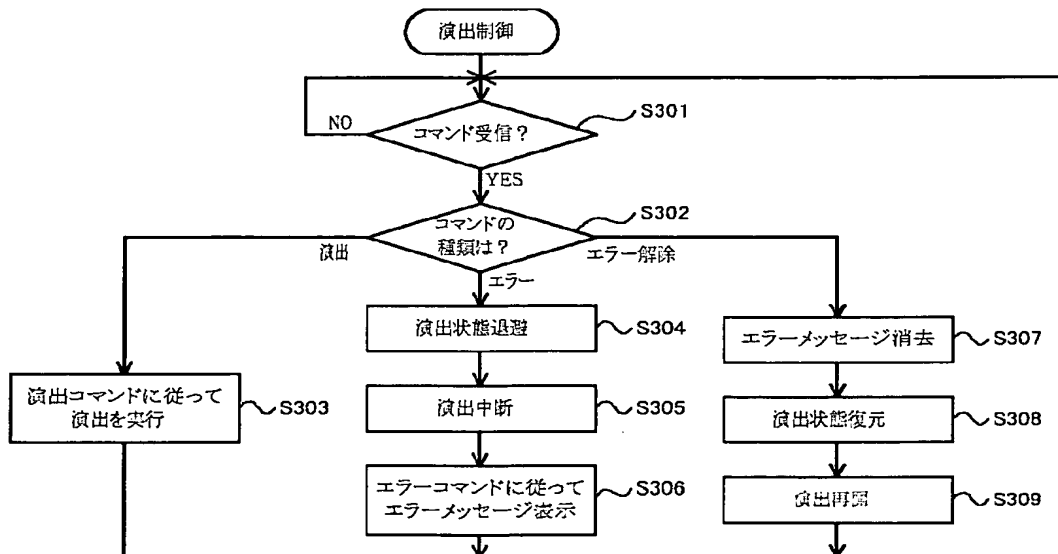 演出制御
コマンド受信?
S301
NO
YES
コマンドの
種類は?
S302
演出
エラー
エラー解除
演出状態退避
S304
エラーメッセージ消去
S307
演出コマンドに従って
演出を実行
S303
演出中断
S305
演出状態復元
S308
エラーコマンドに従って
エラーメッセージ表示
S306
演出再開
S309